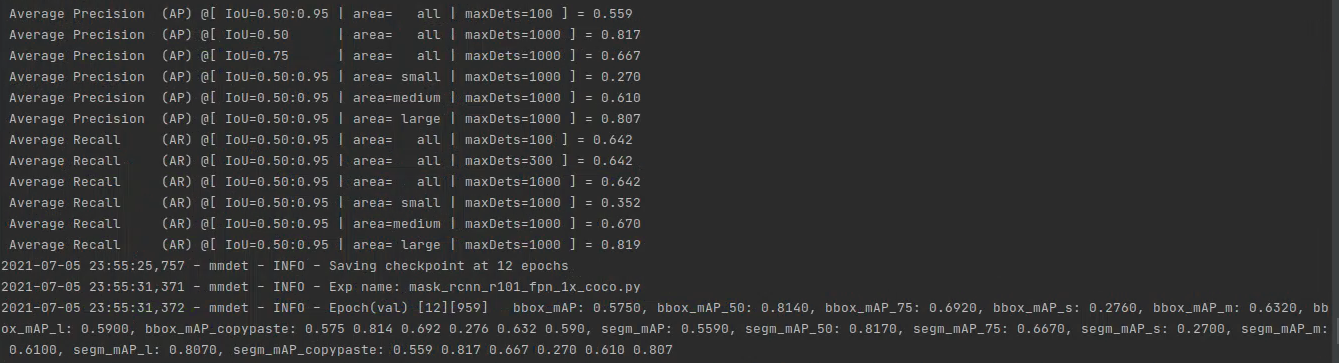 Average Precision  (AP) @[ IoU=0.50:0.95 | area=   all | maxDets=100 ] = 0.559
Average Precision  (AP) @[ IoU=0.50      | area=   all | maxDets=1000 ] = 0.817
Average Precision  (AP) @[ IoU=0.75      | area=   all | maxDets=1000 ] = 0.667
Average Precision  (AP) @[ IoU=0.50:0.95 | area= small | maxDets=1000 ] = 0.270
Average Precision  (AP) @[ IoU=0.50:0.95 | area=medium | maxDets=1000 ] = 0.610
Average Precision  (AP) @[ IoU=0.50:0.95 | area= large | maxDets=1000 ] = 0.807
Average Recall     (AR) @[ IoU=0.50:0.95 | area=   all | maxDets=100 ] = 0.642
Average Recall     (AR) @[ IoU=0.50:0.95 | area=   all | maxDets=300 ] = 0.642
Average Recall     (AR) @[ IoU=0.50:0.95 | area=   all | maxDets=1000 ] = 0.642
Average Recall     (AR) @[ IoU=0.50:0.95 | area= small | maxDets=1000 ] = 0.352
Average Recall     (AR) @[ IoU=0.50:0.95 | area=medium | maxDets=1000 ] = 0.670
Average Recall     (AR) @[ IoU=0.50:0.95 | area= large | maxDets=1000 ] = 0.819
2021-07-05 23:55:25,757 - mmdet - INFO - Saving checkpoint at 12 epochs
2021-07-05 23:55:31,371 - mmdet - INFO - Exp name: mask_rcnn_r101_fpn_1x_coco.py
2021-07-05 23:55:31,372 - mmdet - INFO - Epoch(val) [12][959]   bbox_mAP: 0.5750, bbox_mAP_50: 0.8140, bbox_mAP_75: 0.6920, bbox_mAP_s: 0.2760, bbox_mAP_m: 0.6320, bb
ox_mAP_l: 0.5900, bbox_mAP_copypaste: 0.575 0.814 0.692 0.276 0.632 0.590, segm_mAP: 0.5590, segm_mAP_50: 0.8170, segm_mAP_75: 0.6670, segm_mAP_s: 0.2700, segm_mAP_m:
0.6100, segm_mAP_l: 0.8070, segm_mAP_copypaste: 0.559 0.817 0.667 0.270 0.610 0.807